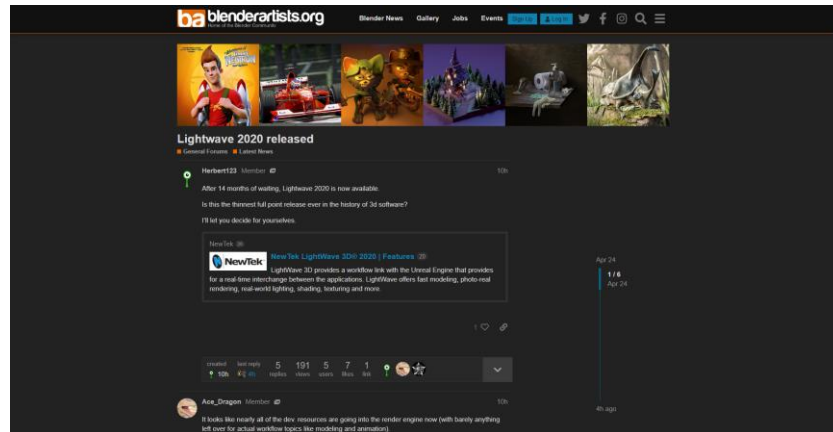 ba blenderartists.org
Home of the Blender Community
Blender News Gallery Jobs Events Sign Up Log In
Lightwave 2020 released
General Forums Latest News
Herbert123 Member 10h
After 14 months of waiting, Lightwave 2020 is now available.
Is this the thinnest full point release ever in the history of 3d software?
I'll let you decide for yourselves.
NewTek
NewTek NewTek LightWave 3D© 2020 | Features 29
LightWave 3D provides a workflow link with the Unreal Engine that provides
for a real-time interchange between the applications. LightWave offers fast modeling, photo-real
rendering, real-world lighting, shading, texturing and more.
1
created last reply 5 191 5 7 1
10h 4h replies views users likes link
Apr 24
1 / 6
Apr 24
4h ago
Ace_Dragon Member 10h
It looks like nearly all of the dev. resources are going into the render engine now (with barely anything
left over for actual workflow topics like modeling and animation).